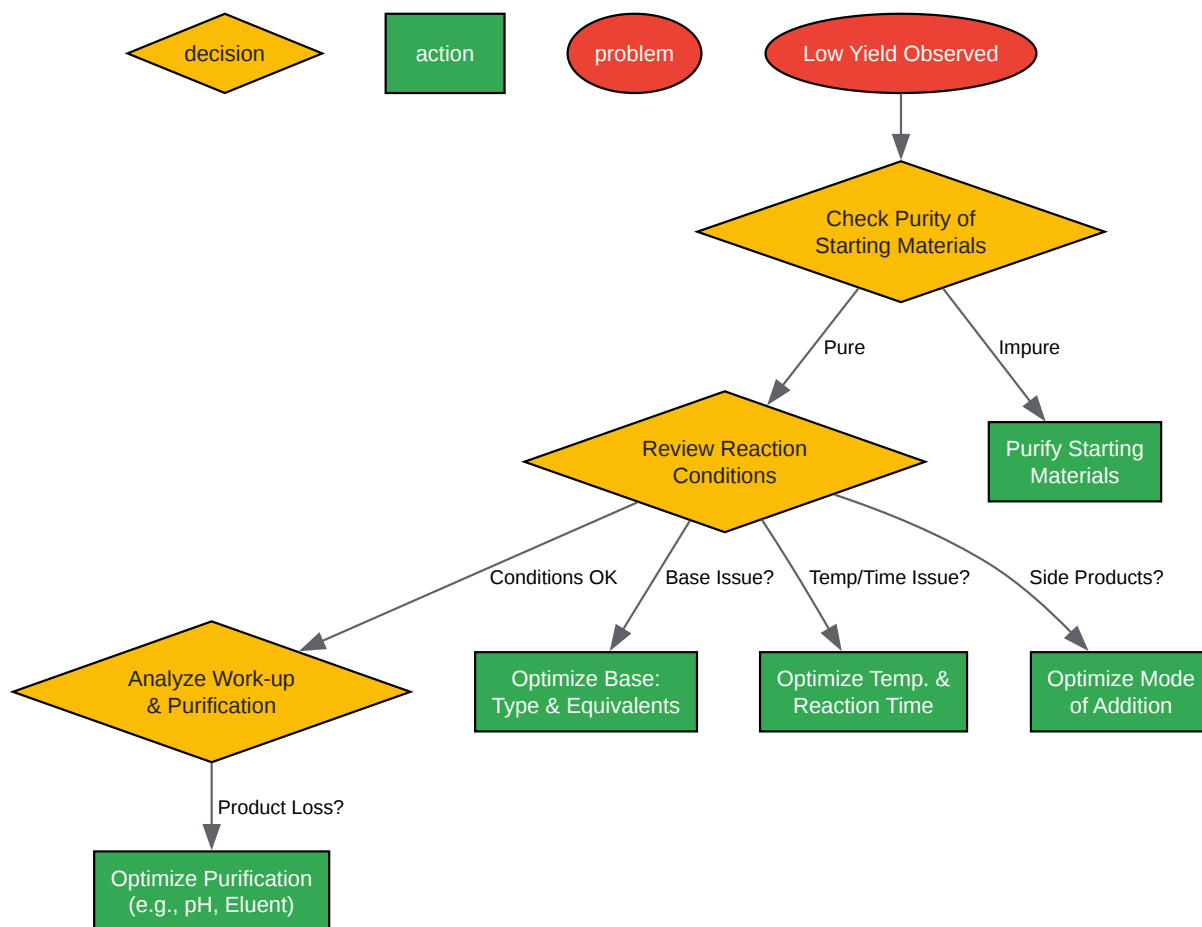 decision
action
problem
Low Yield Observed
Check Purity of
Starting Materials
Pure
Impure
Review Reaction
Conditions
Purify Starting
Materials
Conditions OK
Base Issue?
Temp/Time Issue?
Side Products?
Analyze Work-up
& Purification
Optimize Base:
Type & Equivalents
Optimize Temp. &
Reaction Time
Optimize Mode
of Addition
Product Loss?
Optimize Purification
(e.g., pH, Eluent)